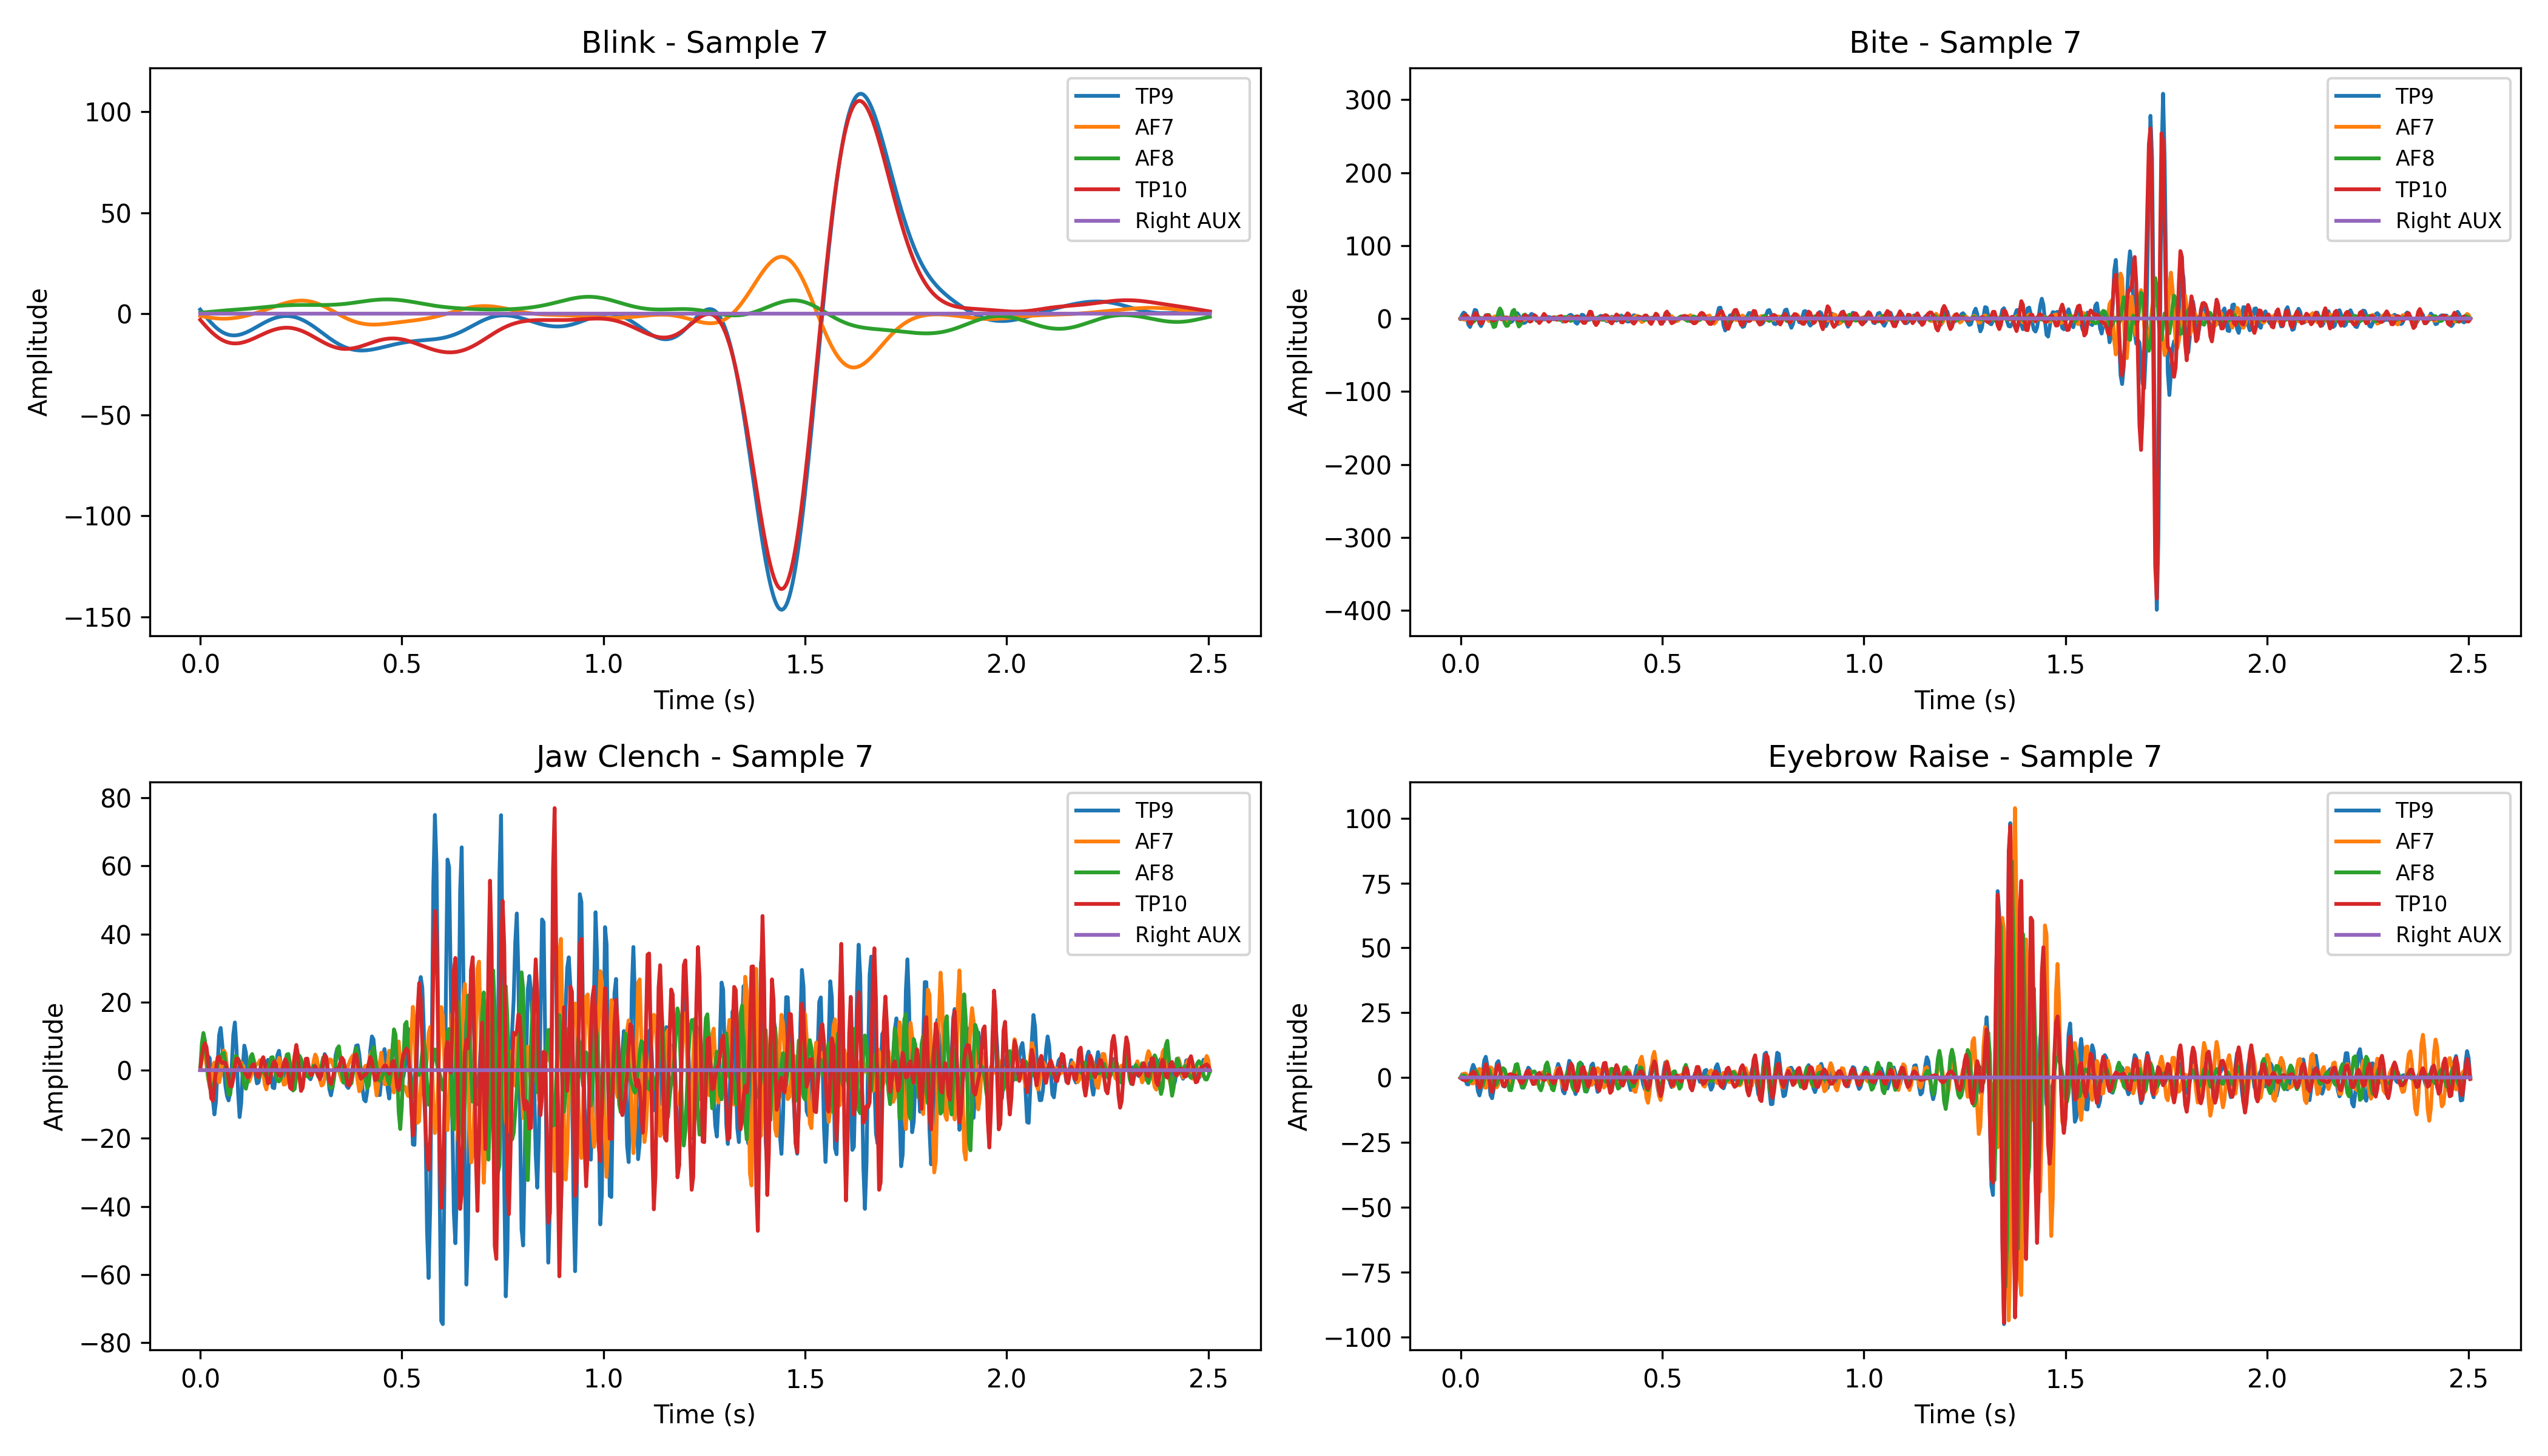 Blink - Sample 7
Amplitude
100
50
0
−50
−100
−150
0.0 0.5 1.0 1.5 2.0 2.5
Time (s)
TP9
AF7
AF8
TP10
Right AUX
Bite - Sample 7
Amplitude
300
200
100
0
−100
−200
−300
−400
0.0 0.5 1.0 1.5 2.0 2.5
Time (s)
TP9
AF7
AF8
TP10
Right AUX
Jaw Clench - Sample 7
Amplitude
80
60
40
20
0
−20
−40
−60
−80
0.0 0.5 1.0 1.5 2.0 2.5
Time (s)
TP9
AF7
AF8
TP10
Right AUX
Eyebrow Raise - Sample 7
Amplitude
100
75
50
25
0
−25
−50
−75
−100
0.0 0.5 1.0 1.5 2.0 2.5
Time (s)
TP9
AF7
AF8
TP10
Right AUX